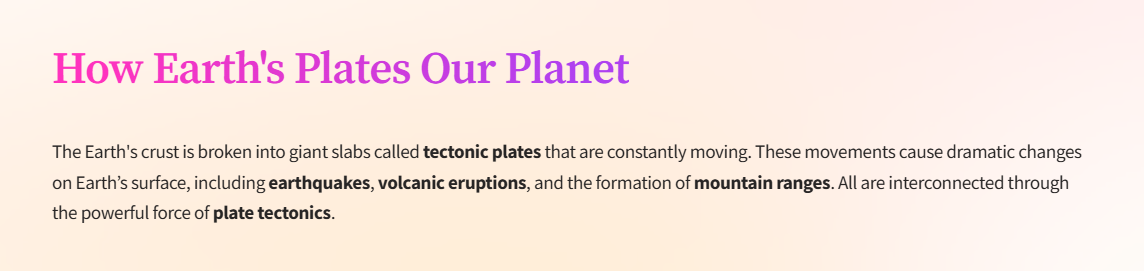 How Earth's Plates Our Planet
The Earth's crust is broken into giant slabs called tectonic plates that are constantly moving. These movements cause dramatic changes
on Earth’s surface, including earthquakes, volcanic eruptions, and the formation of mountain ranges. All are interconnected through
the powerful force of plate tectonics.